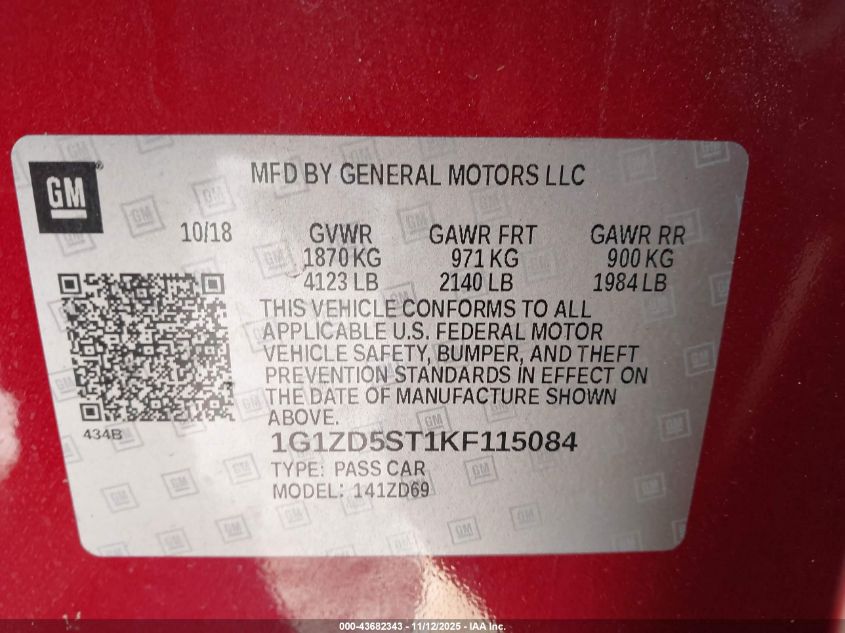 GM
MFD BY GENERAL MOTORS LLC
10/18 GVWR GAWR FRT GAWR RR
1870 KG 971 KG 900 KG
4123 LB 2140 LB 1984 LB
THIS VEHICLE CONFORMS TO ALL
APPLICABLE U.S. FEDERAL MOTOR
VEHICLE SAFETY, BUMPER, AND THEFT
PREVENTION STANDARDS IN EFFECT ON
THE DATE OF MANUFACTURE SHOWN
ABOVE.
434B
1G1ZD5ST1KF115084
TYPE: PASS CAR
MODEL: 141ZD69
000-43682343 - 11/12/2025 - IAAI.COM